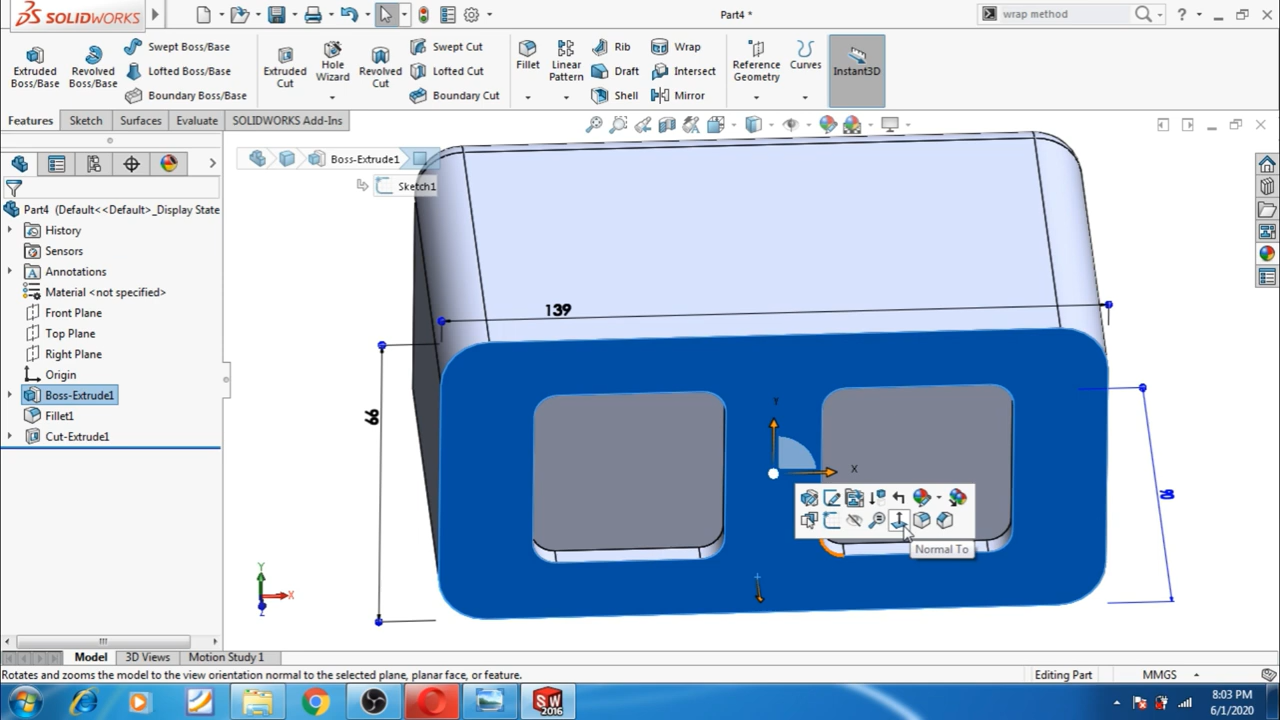 SOLIDWORKS
Part4 *
wrap method
Extruded Boss/Base
Revolved Boss/Base
Swept Boss/Base
Lofted Boss/Base
Boundary Boss/Base
Extruded Cut
Hole Wizard
Revolved Cut
Swept Cut
Lofted Cut
Boundary Cut
Fillet
Linear Pattern
Rib
Draft
Shell
Wrap
Intersect
Mirror
Reference Geometry
Curves
Instant3D
Features
Sketch
Surfaces
Evaluate
SOLIDWORKS Add-Ins
Boss-Extrude1
Sketch1
Part4 (Default<<Default>_Display State
History
Sensors
Annotations
Material <not specified>
Front Plane
Top Plane
Right Plane
Origin
Boss-Extrude1
Fillet1
Cut-Extrude1
139
66
Y
X
Normal To
Y
X
Z
Model
3D Views
Motion Study 1
Rotates and zooms the model to the view orientation normal to the selected plane, planar face, or feature.
Editing Part
MMGS
SW
2016
8:03 PM
6/1/2020